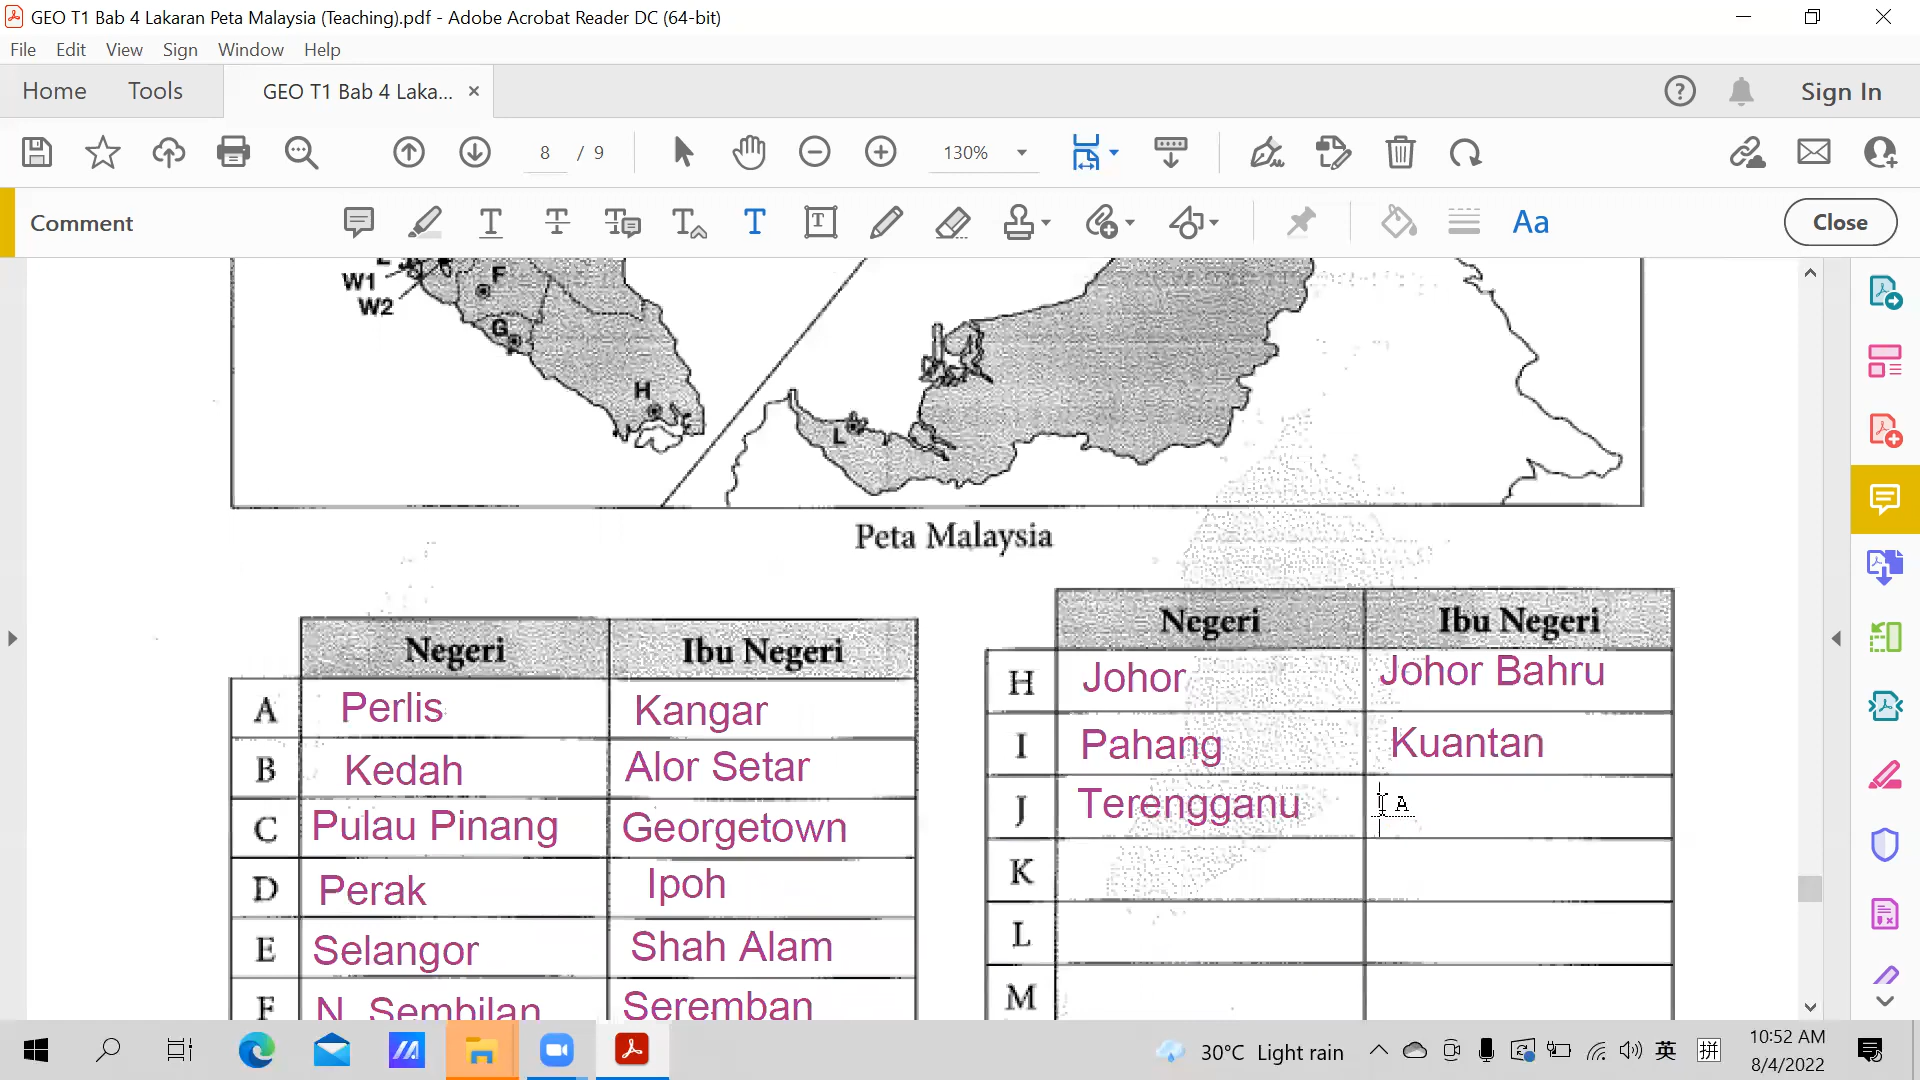 GEO T1 Bab 4 Lakaran Peta Malaysia (Teaching).pdf - Adobe Acrobat Reader DC (64-bit)
File Edit View Sign Window Help
Home Tools GEO T1 Bab 4 Laka... × Sign In
8 / 9 130%
Comment Aa Close
W1
W2
F
G
H
L
Peta Malaysia
Negeri Ibu Negeri
A Perlis Kangar
B Kedah Alor Setar
C Pulau Pinang Georgetown
D Perak Ipoh
E Selangor Shah Alam
F N. Sembilan Seremban
Negeri Ibu Negeri
H Johor Johor Bahru
I Pahang Kuantan
J Terengganu
K
L
M
30°C Light rain 英 拼 10:52 AM
8/4/2022